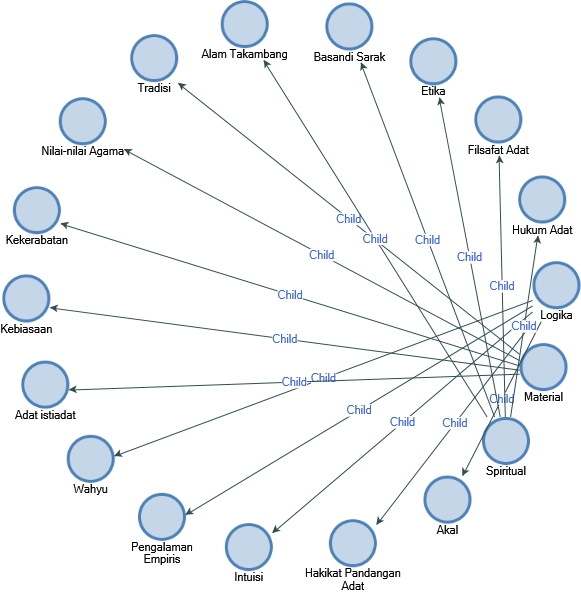 Alam Takambang
Basandi Sarak
Tradisi
Etika
Nilai-nilai Agama
Filsafat Adat
Child
Hukum Adat
Kekerabatan
Child
Child
Child
Child
Child
Child
Child
Logika
Kebiasaan
Child
Child
Material
Child
Child
Adat istiadat
Child
Child
Child
Child
Spiritual
Wahyu
Akal
Pengalaman
Empiris
Intuisi
Hakikat Pandangan
Adat